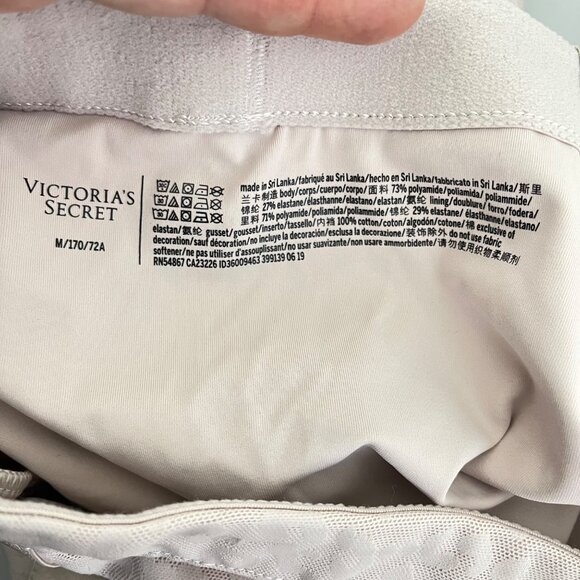 VICTORIA'S
SECRET
M/170/72A
made in Sri Lanka/fabriqué au Sri Lanka/hecho en Sri Lanka/fabbricato in Sri Lanka/斯里
兰卡制造 body/corps/cuerpo/corpo/面料 73% polyamide/poliamida/poliammide/
锦纶 27% elastane/élasthanne/elastano/elastan/氨纶 lining/doublure/forro/fodera/
里料 71% polyamide/poliamida/poliammide/锦纶 29% elastane/élasthanne/elastano/
elastan/氨纶 gusset/gousset/inserto/tassello/内裆 100% cotton/coton/algodón/cotone/棉 exclusive of
decoration/sauf décoration/no incluye la decoración/esclusa la decorazione/装饰除外 do not use fabric
softener/ne pas utiliser d'assouplissant/no usar suavizante/non usare ammorbidente/请勿使用织物柔顺剂
RN54867 CA23226 ID36009463 399139 06 19